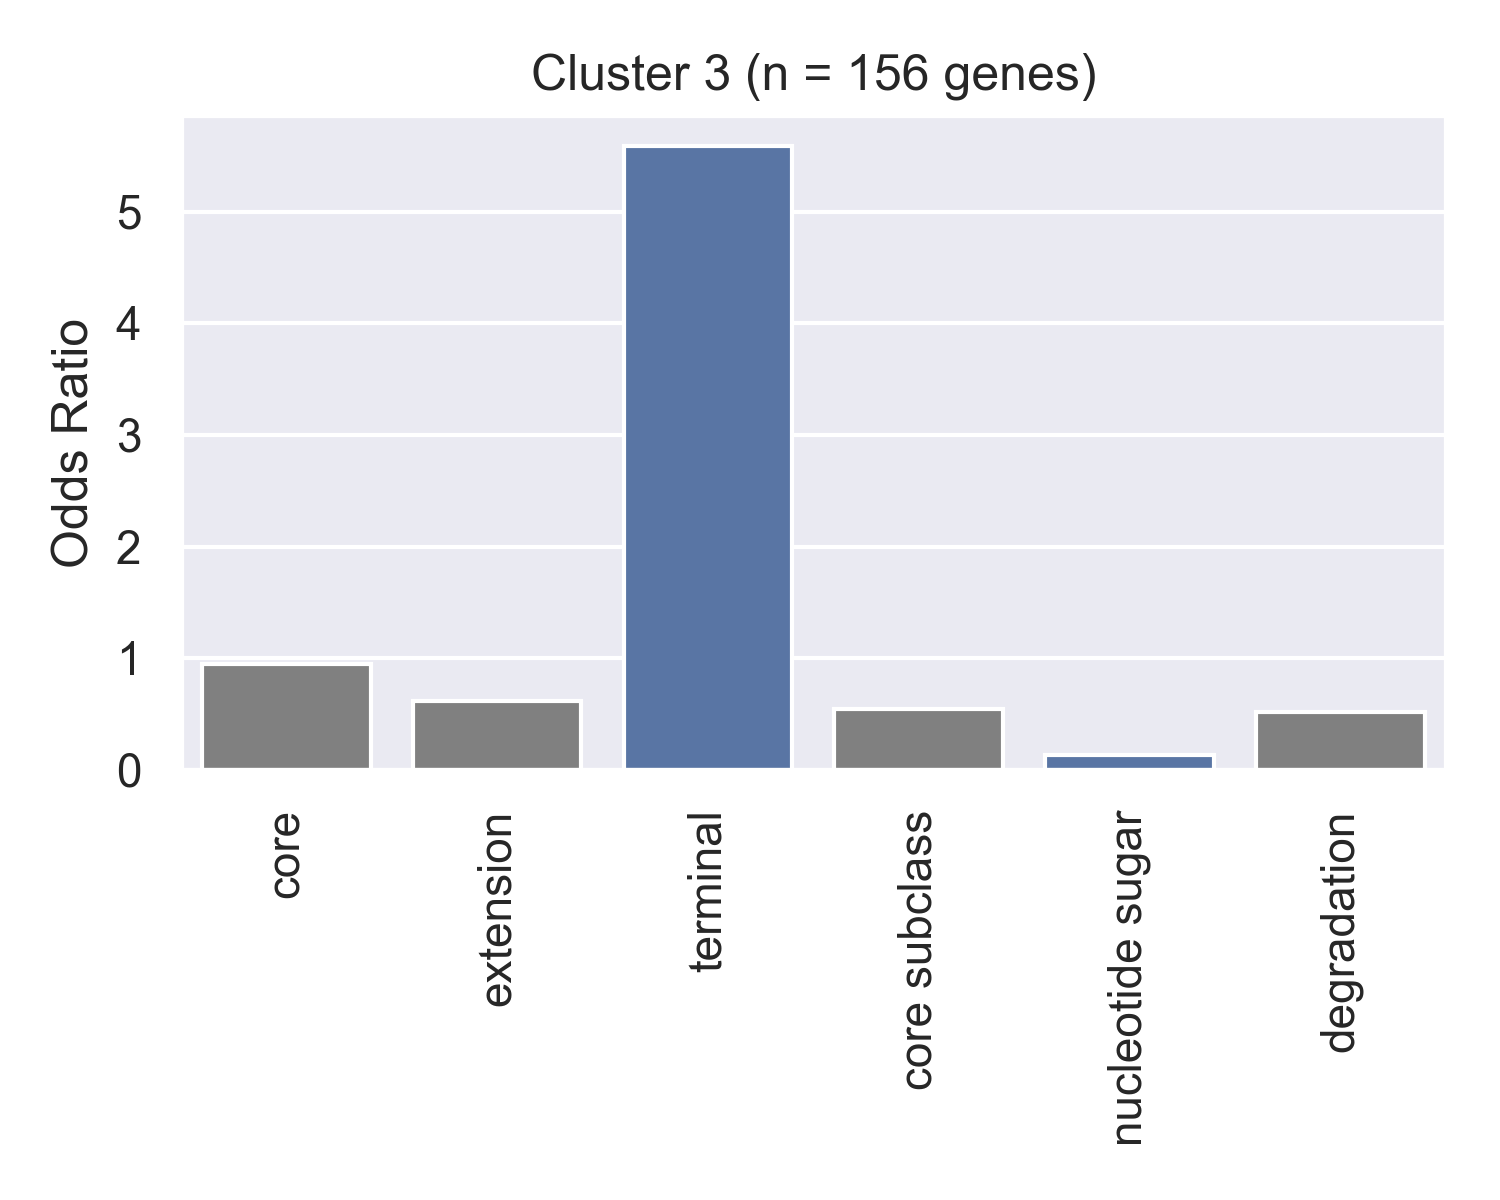 Cluster 3 (n = 156 genes)
Odds Ratio
5
4
3
2
1
0
core
extension
terminal
core subclass
nucleotide sugar
degradation